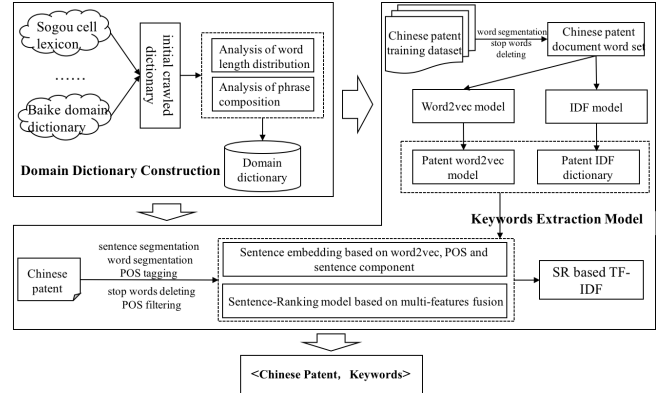 Sogou cell
lexicon,
……
Baike domain
dictionary
initial crawled
dictionary
Analysis of word
length distribution
Analysis of phrase
composition
Domain
dictionary
Domain Dictionary Construction
Chinese patent
training dataset
word segmentation
stop words
deleting
Chinese patent
document word set
Word2vec model
IDF model
Patent word2vec
model
Patent IDF
dictionary
Keywords Extraction Model
Chinese
patent
sentence segmentation
word segmentation
POS tagging
stop words deleting
POS filtering
Sentence embedding based on word2vec, POS and
sentence component
Sentence-Ranking model based on multi-features fusion
SR based TF-
IDF
<Chinese Patent, Keywords>